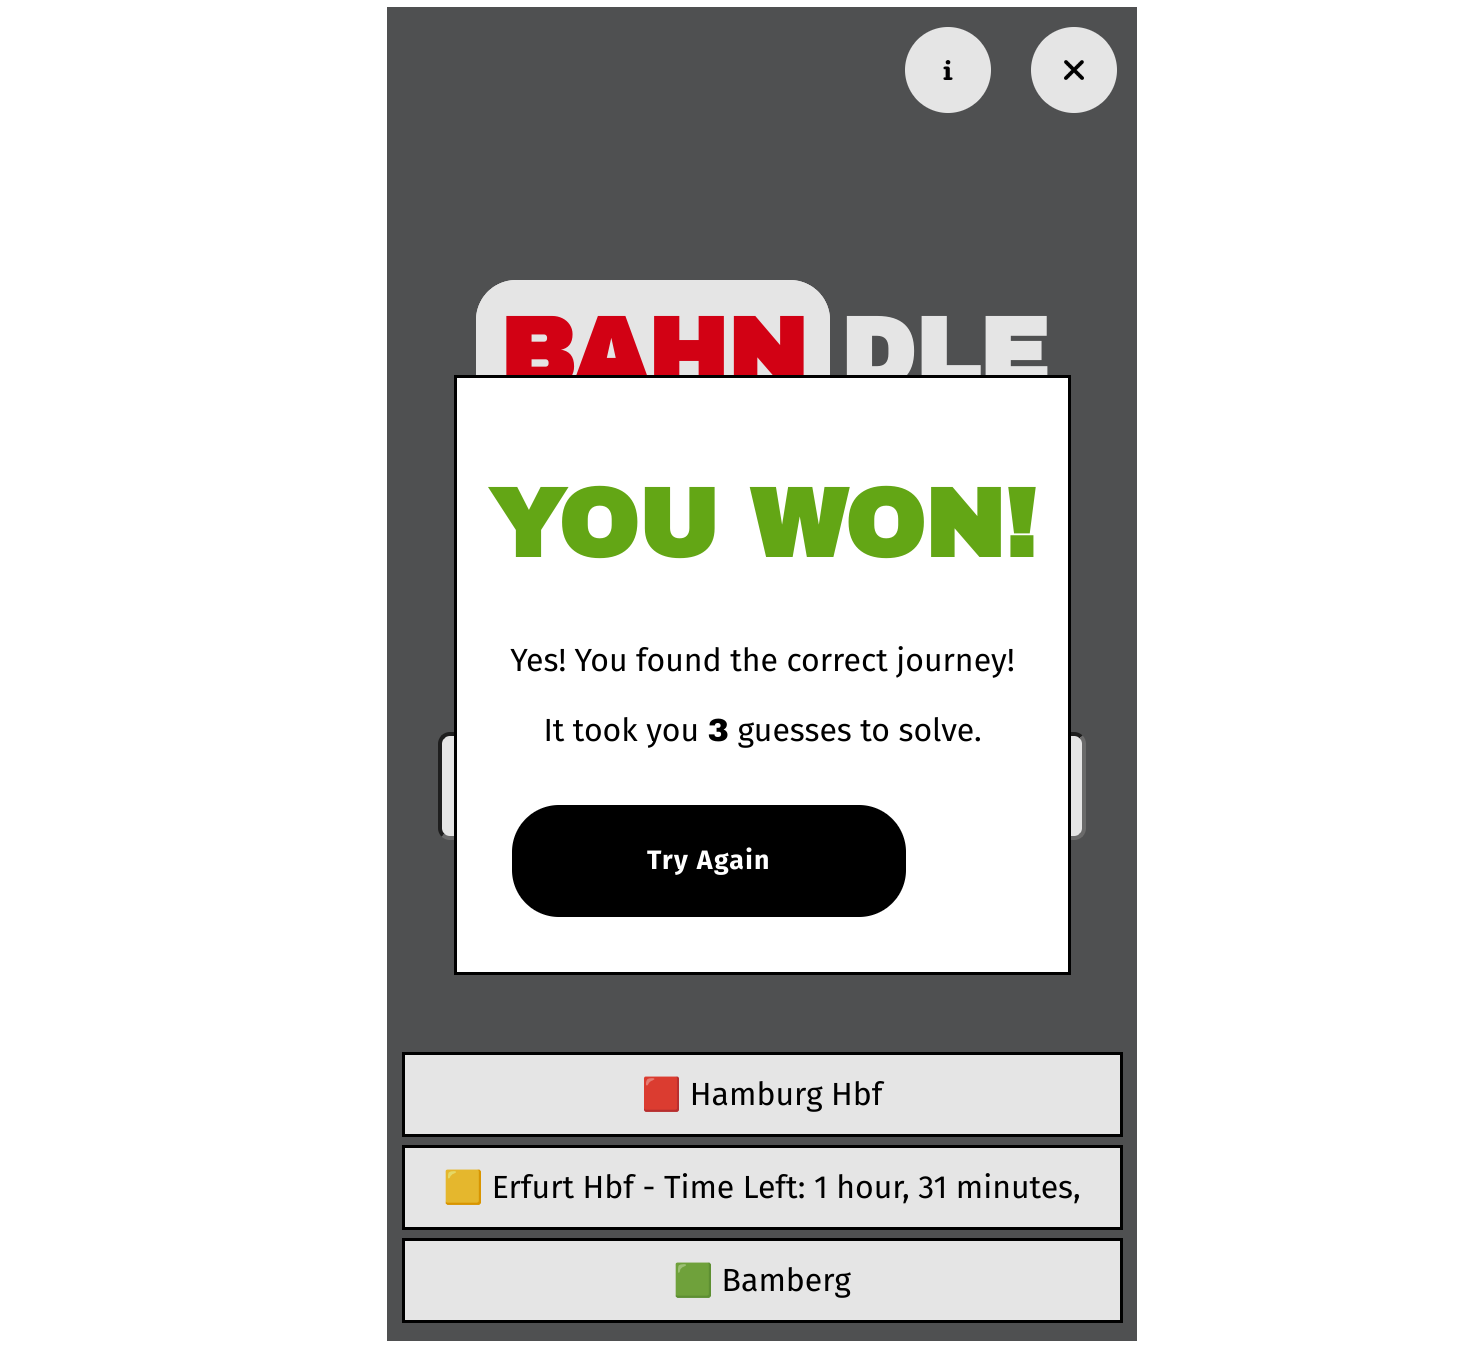 i ×
BAHN DLE
YOU WON!
Yes! You found the correct journey!
It took you 3 guesses to solve.
Try Again
🟥 Hamburg Hbf
🟨 Erfurt Hbf - Time Left: 1 hour, 31 minutes,
🟩 Bamberg